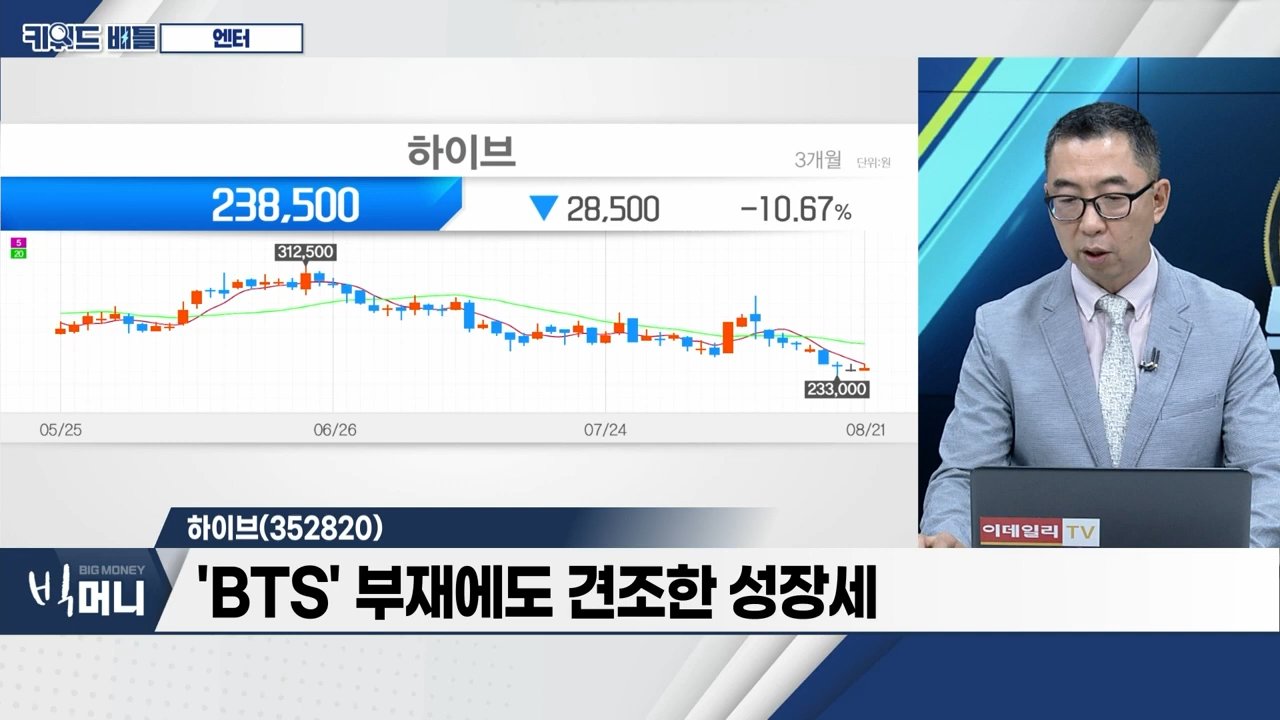 키워드 배틀
엔터
하이브
3개월 단위:원
238,500 ▼ 28,500 -10.67%
5
20
312,500
233,000
05/25 06/26 07/24 08/21
이데일리TV
하이브(352820)
BIG MONEY
빅머니
'BTS' 부재에도 견조한 성장세